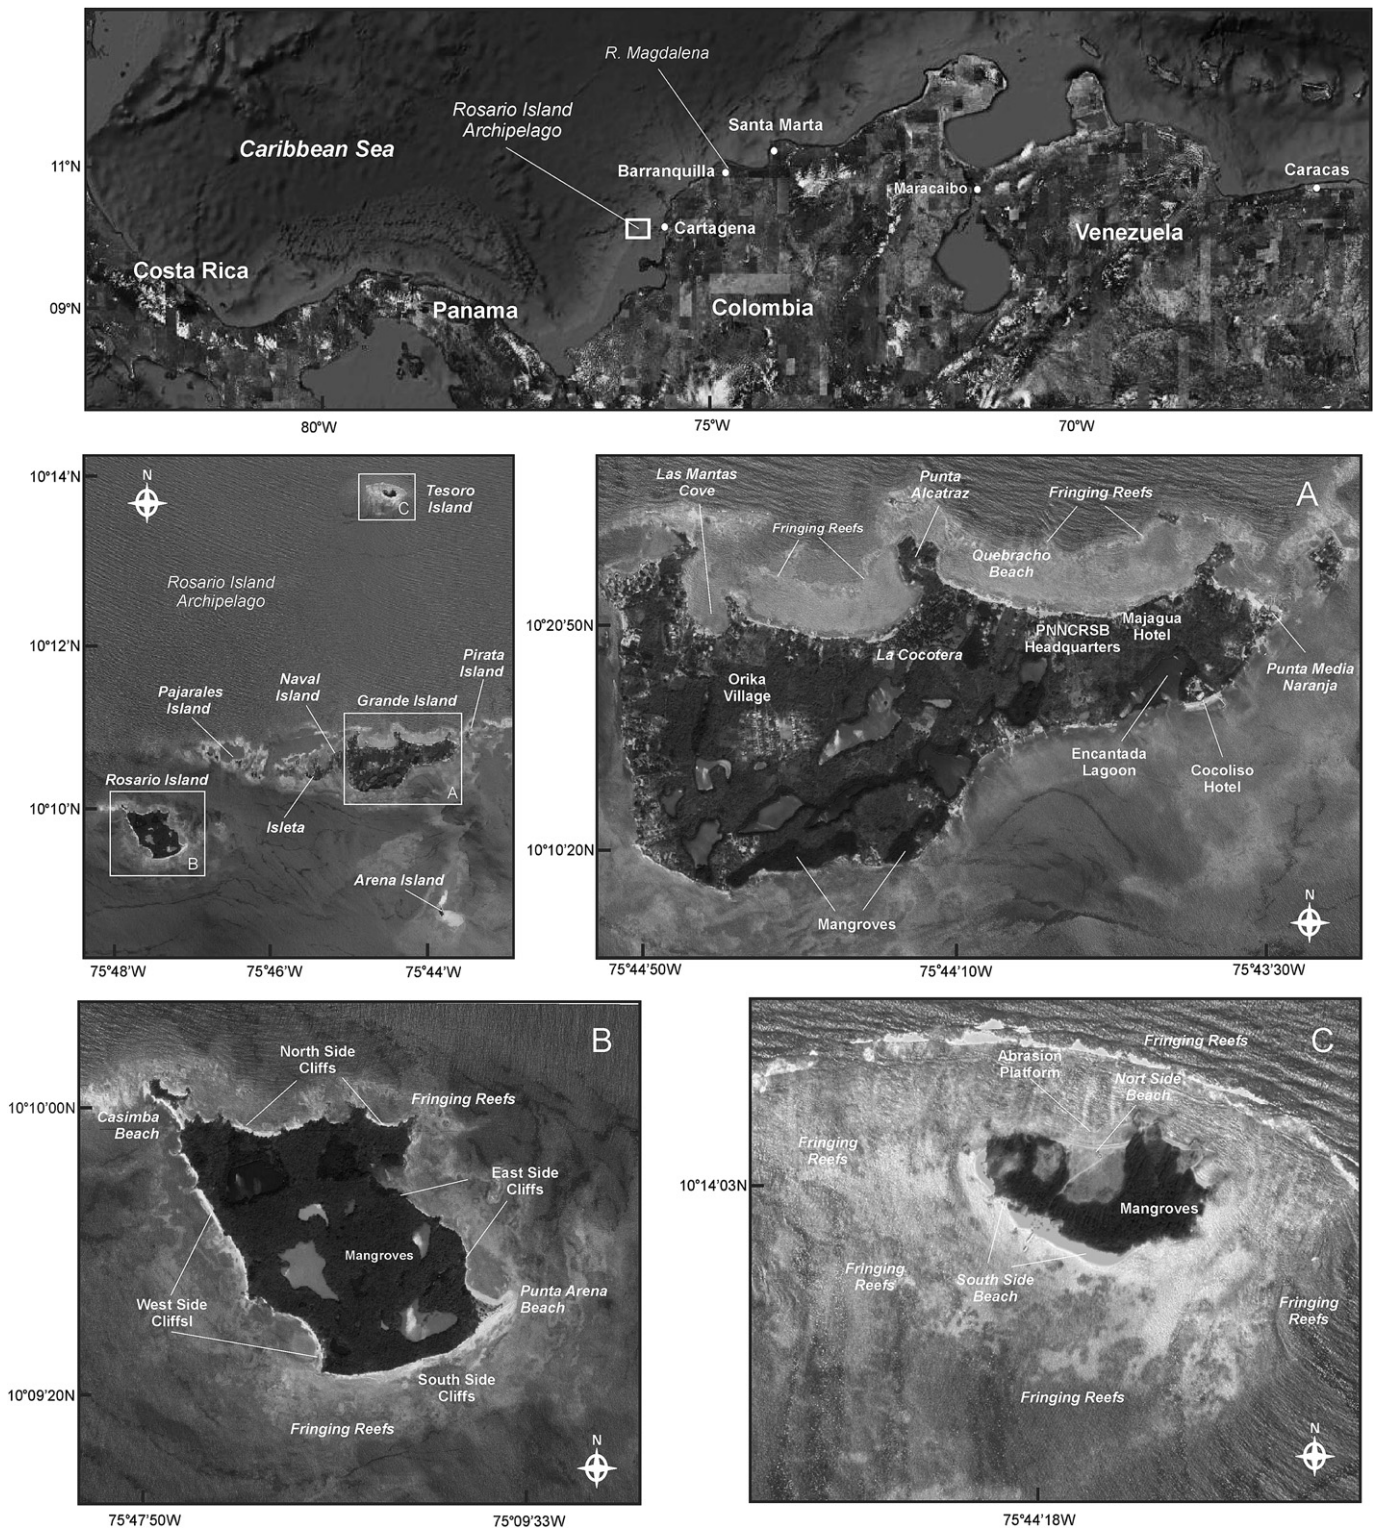 R. Magdalena
Rosario Island
Archipelago
Santa Marta
Caribbean Sea
11°N
Barranquilla
Maracaibo
Caracas
Cartagena
Venezuela
Costa Rica
09°N
Panama
Colombia
80°W
75°W
70°W
10°14'N
N
C
Tesoro
Island
Rosario Island
Archipelago
10°12'N
Pirata
Island
Naval
Island
Pajarales
Island
Grande Island
Rosario Island
A
10°10'N
Isleta
B
Arena Island
75°48'W
75°46'W
75°44'W
Las Mantas
Cove
Punta
Alcatraz
Fringing Reefs
A
Fringing Reefs
Quebracho
Beach
10°20'50N
PNNCRSB
Headquarters
Majagua
Hotel
La Cocotera
Punta Media
Naranja
Orika
Village
Encantada
Lagoon
Cocoliso
Hotel
10°10'20N
Mangroves
N
75°44'50W
75°44'10W
75°43'30W
B
North Side
Cliffs
Fringing Reefs
10°10'00N
Casimba
Beach
East Side
Cliffs
Mangroves
Punta Arena
Beach
West Side
Cliffsl
South Side
Cliffs
10°09'20N
Fringing Reefs
N
75°47'50W
75°09'33W
Fringing Reefs
C
Abrasion
Platform
Nort Side
Beach
Fringing
Reefs
10°14'03N
Mangroves
Fringing
Reefs
South Side
Beach
Fringing
Reefs
Fringing Reefs
N
75°44'18W